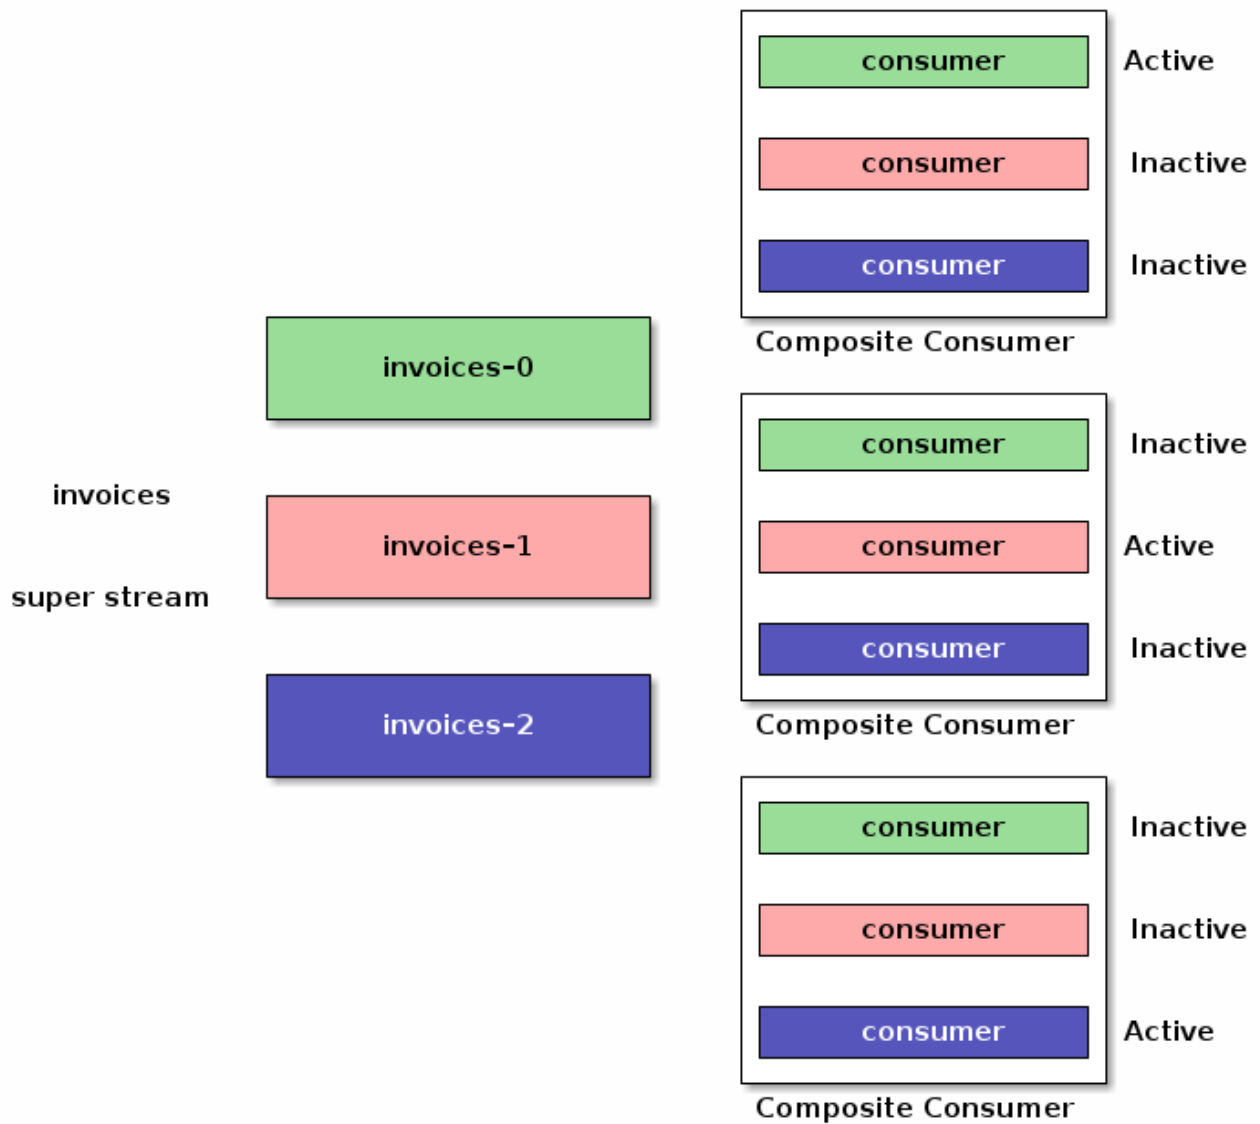 invoices
super stream
invoices-0
invoices-1
invoices-2
consumer Active
consumer Inactive
consumer Inactive
Composite Consumer
consumer Inactive
consumer Active
consumer Inactive
Composite Consumer
consumer Inactive
consumer Inactive
consumer Active
Composite Consumer